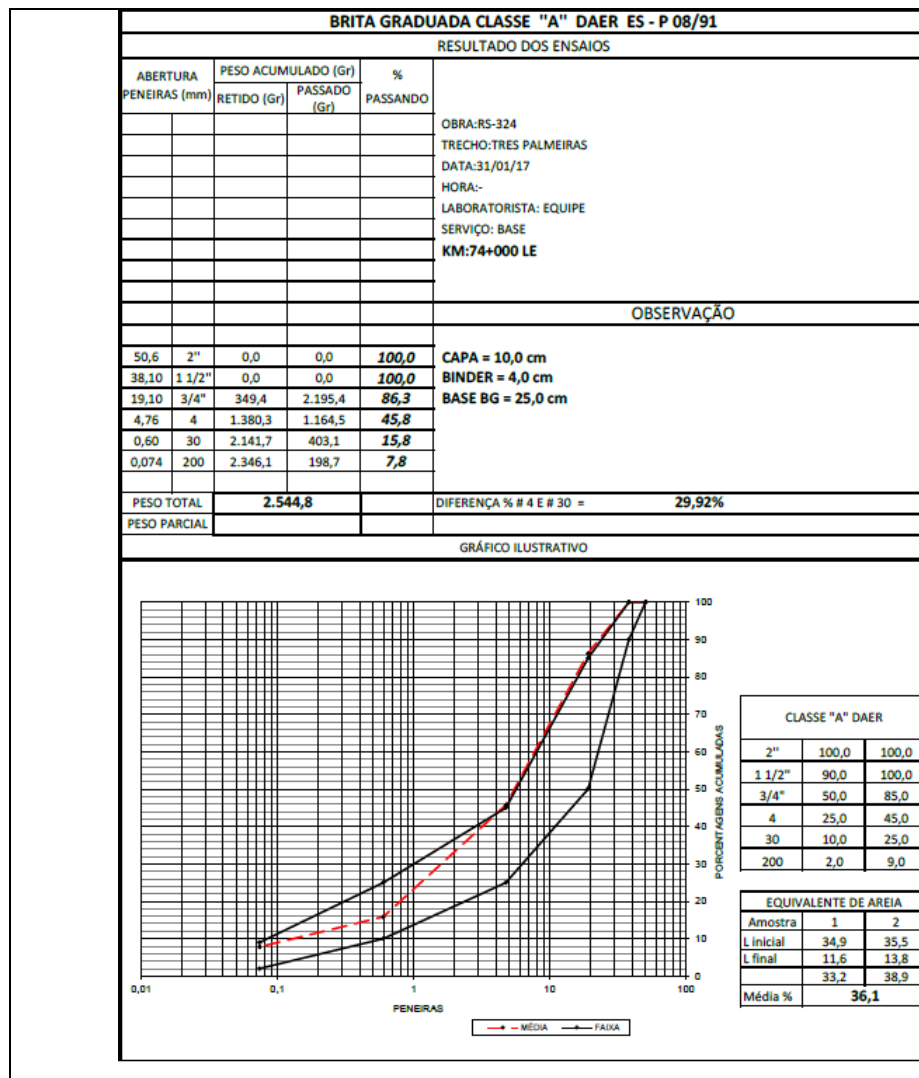 BRITA GRADUADA CLASSE "A" DAER ES - P 08/91
RESULTADO DOS ENSAIOS
ABERTURA PENEIRAS (mm) PESO ACUMULADO (Gr) % PASSANDO
RETIDO (Gr) PASSADO (Gr)
OBRA:RS-324
TRECHO:TRES PALMEIRAS
DATA:31/01/17
HORA:-
LABORATORISTA: EQUIPE
SERVIÇO: BASE
KM:74+000 LE
OBSERVAÇÃO
50,6 2" 0,0 0,0 100,0 CAPA = 10,0 cm
38,10 1 1/2" 0,0 0,0 100,0 BINDER = 4,0 cm
19,10 3/4" 349,4 2.195,4 86,3 BASE BG = 25,0 cm
4,76 4 1.380,3 1.164,5 45,8
0,60 30 2.141,7 403,1 15,8
0,074 200 2.346,1 198,7 7,8
PESO TOTAL 2.544,8 DIFERENÇA % # 4 E # 30 = 29,92%
PESO PARCIAL
GRÁFICO ILUSTRATIVO
100
90
80
70
60
50
40
30
20
10
0
PORCENTAGENS ACUMULADAS
0,01 0,1 1 10 100
PENEIRAS
MÉDIA FAIXA
CLASSE "A" DAER
2" 100,0 100,0
1 1/2" 90,0 100,0
3/4" 50,0 85,0
4 25,0 45,0
30 10,0 25,0
200 2,0 9,0
EQUIVALENTE DE AREIA
Amostra 1 2
L inicial 34,9 35,5
L final 11,6 13,8
33,2 38,9
Média % 36,1